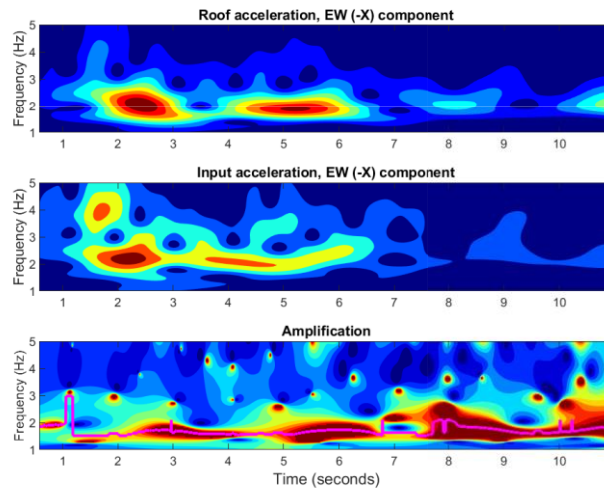 Roof acceleration, EW (-X) component
Frequency (Hz)
5
4
3
2
1
1 2 3 4 5 6 7 8 9 10
Input acceleration, EW (-X) component
Frequency (Hz)
5
4
3
2
1
1 2 3 4 5 6 7 8 9 10
Amplification
Frequency (Hz)
5
4
3
2
1
1 2 3 4 5 6 7 8 9 10
Time (seconds)